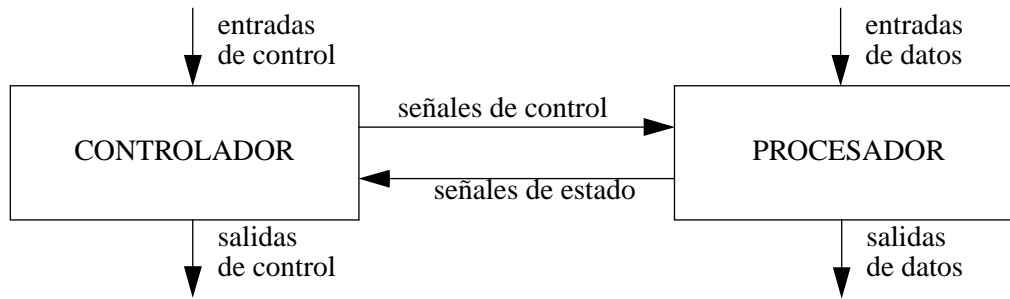 entradas
de control
entradas
de datos
señales de control
CONTROLADOR
PROCESADOR
señales de estado
salidas
de control
salidas
de datos